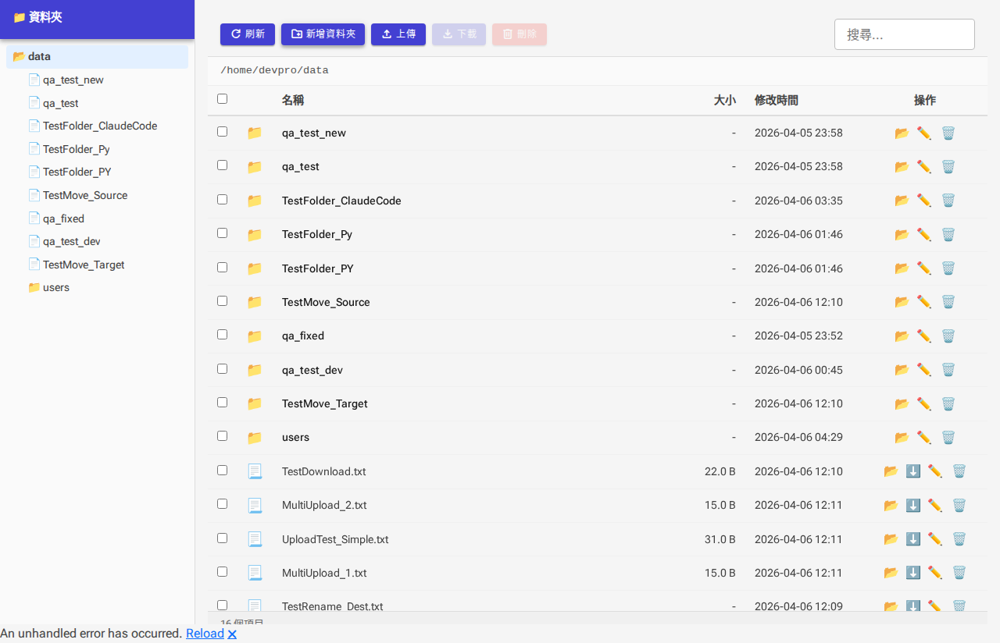 資料夾
data
qa_test_new
qa_test
TestFolder_ClaudeCode
TestFolder_Py
TestFolder_PY
TestMove_Source
qa_fixed
qa_test_dev
TestMove_Target
users
刷新 新增資料夾 上傳 下載 刪除 搜尋...
/home/devpro/data
名稱 大小 修改時間 操作
qa_test_new - 2026-04-05 23:58
qa_test - 2026-04-05 23:58
TestFolder_ClaudeCode - 2026-04-06 03:35
TestFolder_Py - 2026-04-06 01:46
TestFolder_PY - 2026-04-06 01:46
TestMove_Source - 2026-04-06 12:10
qa_fixed - 2026-04-05 23:52
qa_test_dev - 2026-04-06 00:45
TestMove_Target - 2026-04-06 12:10
users - 2026-04-06 04:29
TestDownload.txt 22.0 B 2026-04-06 12:10
MultiUpload_2.txt 15.0 B 2026-04-06 12:11
UploadTest_Simple.txt 31.0 B 2026-04-06 12:11
MultiUpload_1.txt 15.0 B 2026-04-06 12:11
TestRename_Dest.txt - 2026-04-06 12:09
16 個項目
An unhandled error has occurred. Reload